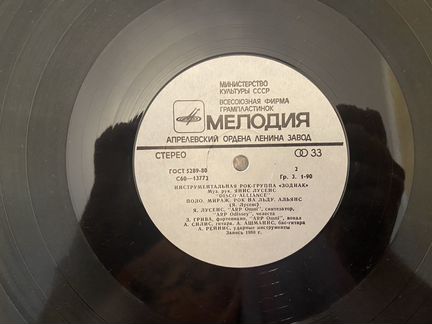 МИНИСТЕРСТВО
КУЛЬТУРЫ СССР
ВСЕСОЮЗНАЯ ФИРМА
ГРАМПЛАСТИНОК
МЕЛОДИЯ
АПРЕЛЕВСКИЙ ОРДЕНА ЛЕНИНА ЗАВОД
СТЕРЕО 33
ГОСТ 5289-80 2
С60—13771 Гр. 3. 1-90
ИНСТРУМЕНТАЛЬНАЯ РОК-ГРУППА «ЗОДИАК»
Муз. рук. ЯНИС ЛУСЕНС
"DISCO ALLIANCE"
ПОЛО, МИРАЖ, РОК НА ЛЬДУ, АЛЬЯНС
(Я. Лусенс)
Я. ЛУСЕНС, "ARP Omni", синтезатор,
"ARP Odissey", челеста
З. ГРИВА, фортепиано, "ARP Omni", вокал
А. СИЛИС, гитара, А. АШМАНИС, бас-гитара
А. РЕЙНИС, ударные инструменты
Запись 1980 г.